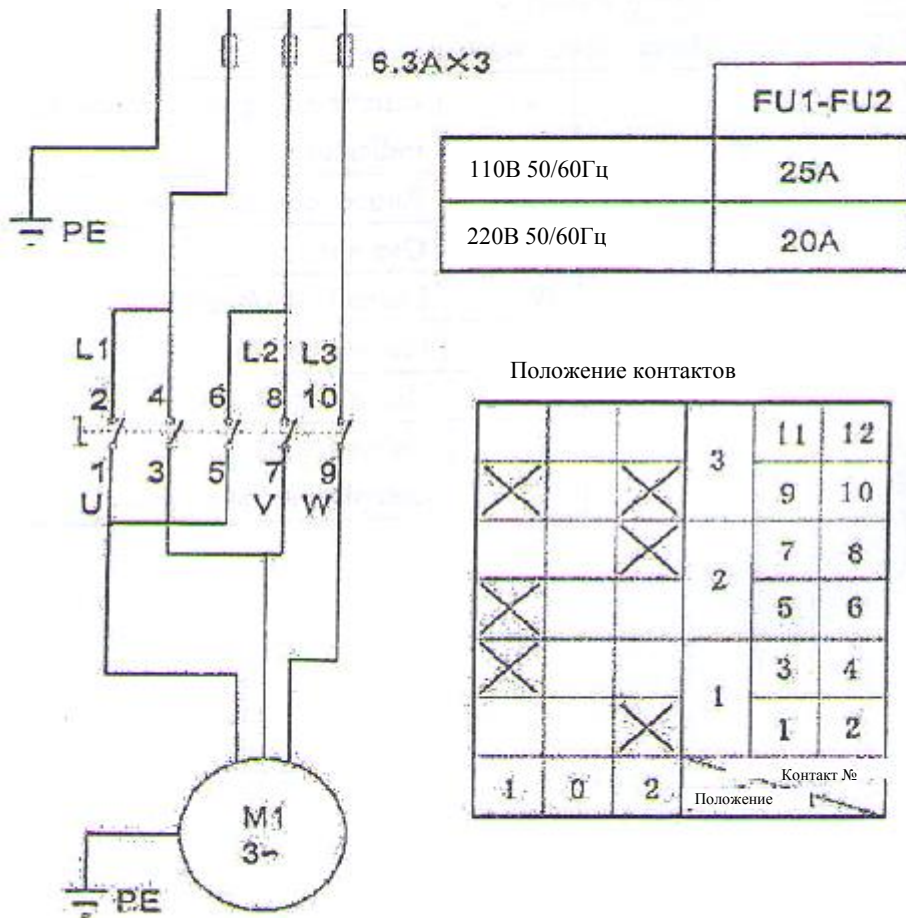 6.3A×3
FU1-FU2
110В 50/60Гц 25A
220В 50/60Гц 20A
PE
L1 L2 L3
2 4 6 8 10
1 3 5 7 9
U V W
M1
3~
PE
Положение контактов
3 11 12
9 10
2 7 8
5 6
1 3 4
1 2
1 0 2
Контакт №
Положение